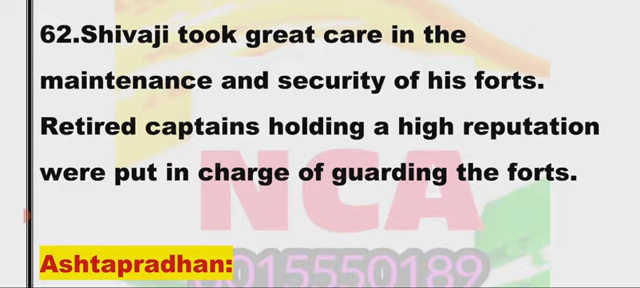 62.Shivaji took great care in the
maintenance and security of his forts.
Retired captains holding a high reputation
were put in charge of guarding the forts.
NCA
Ashtapradhan:
8015550189